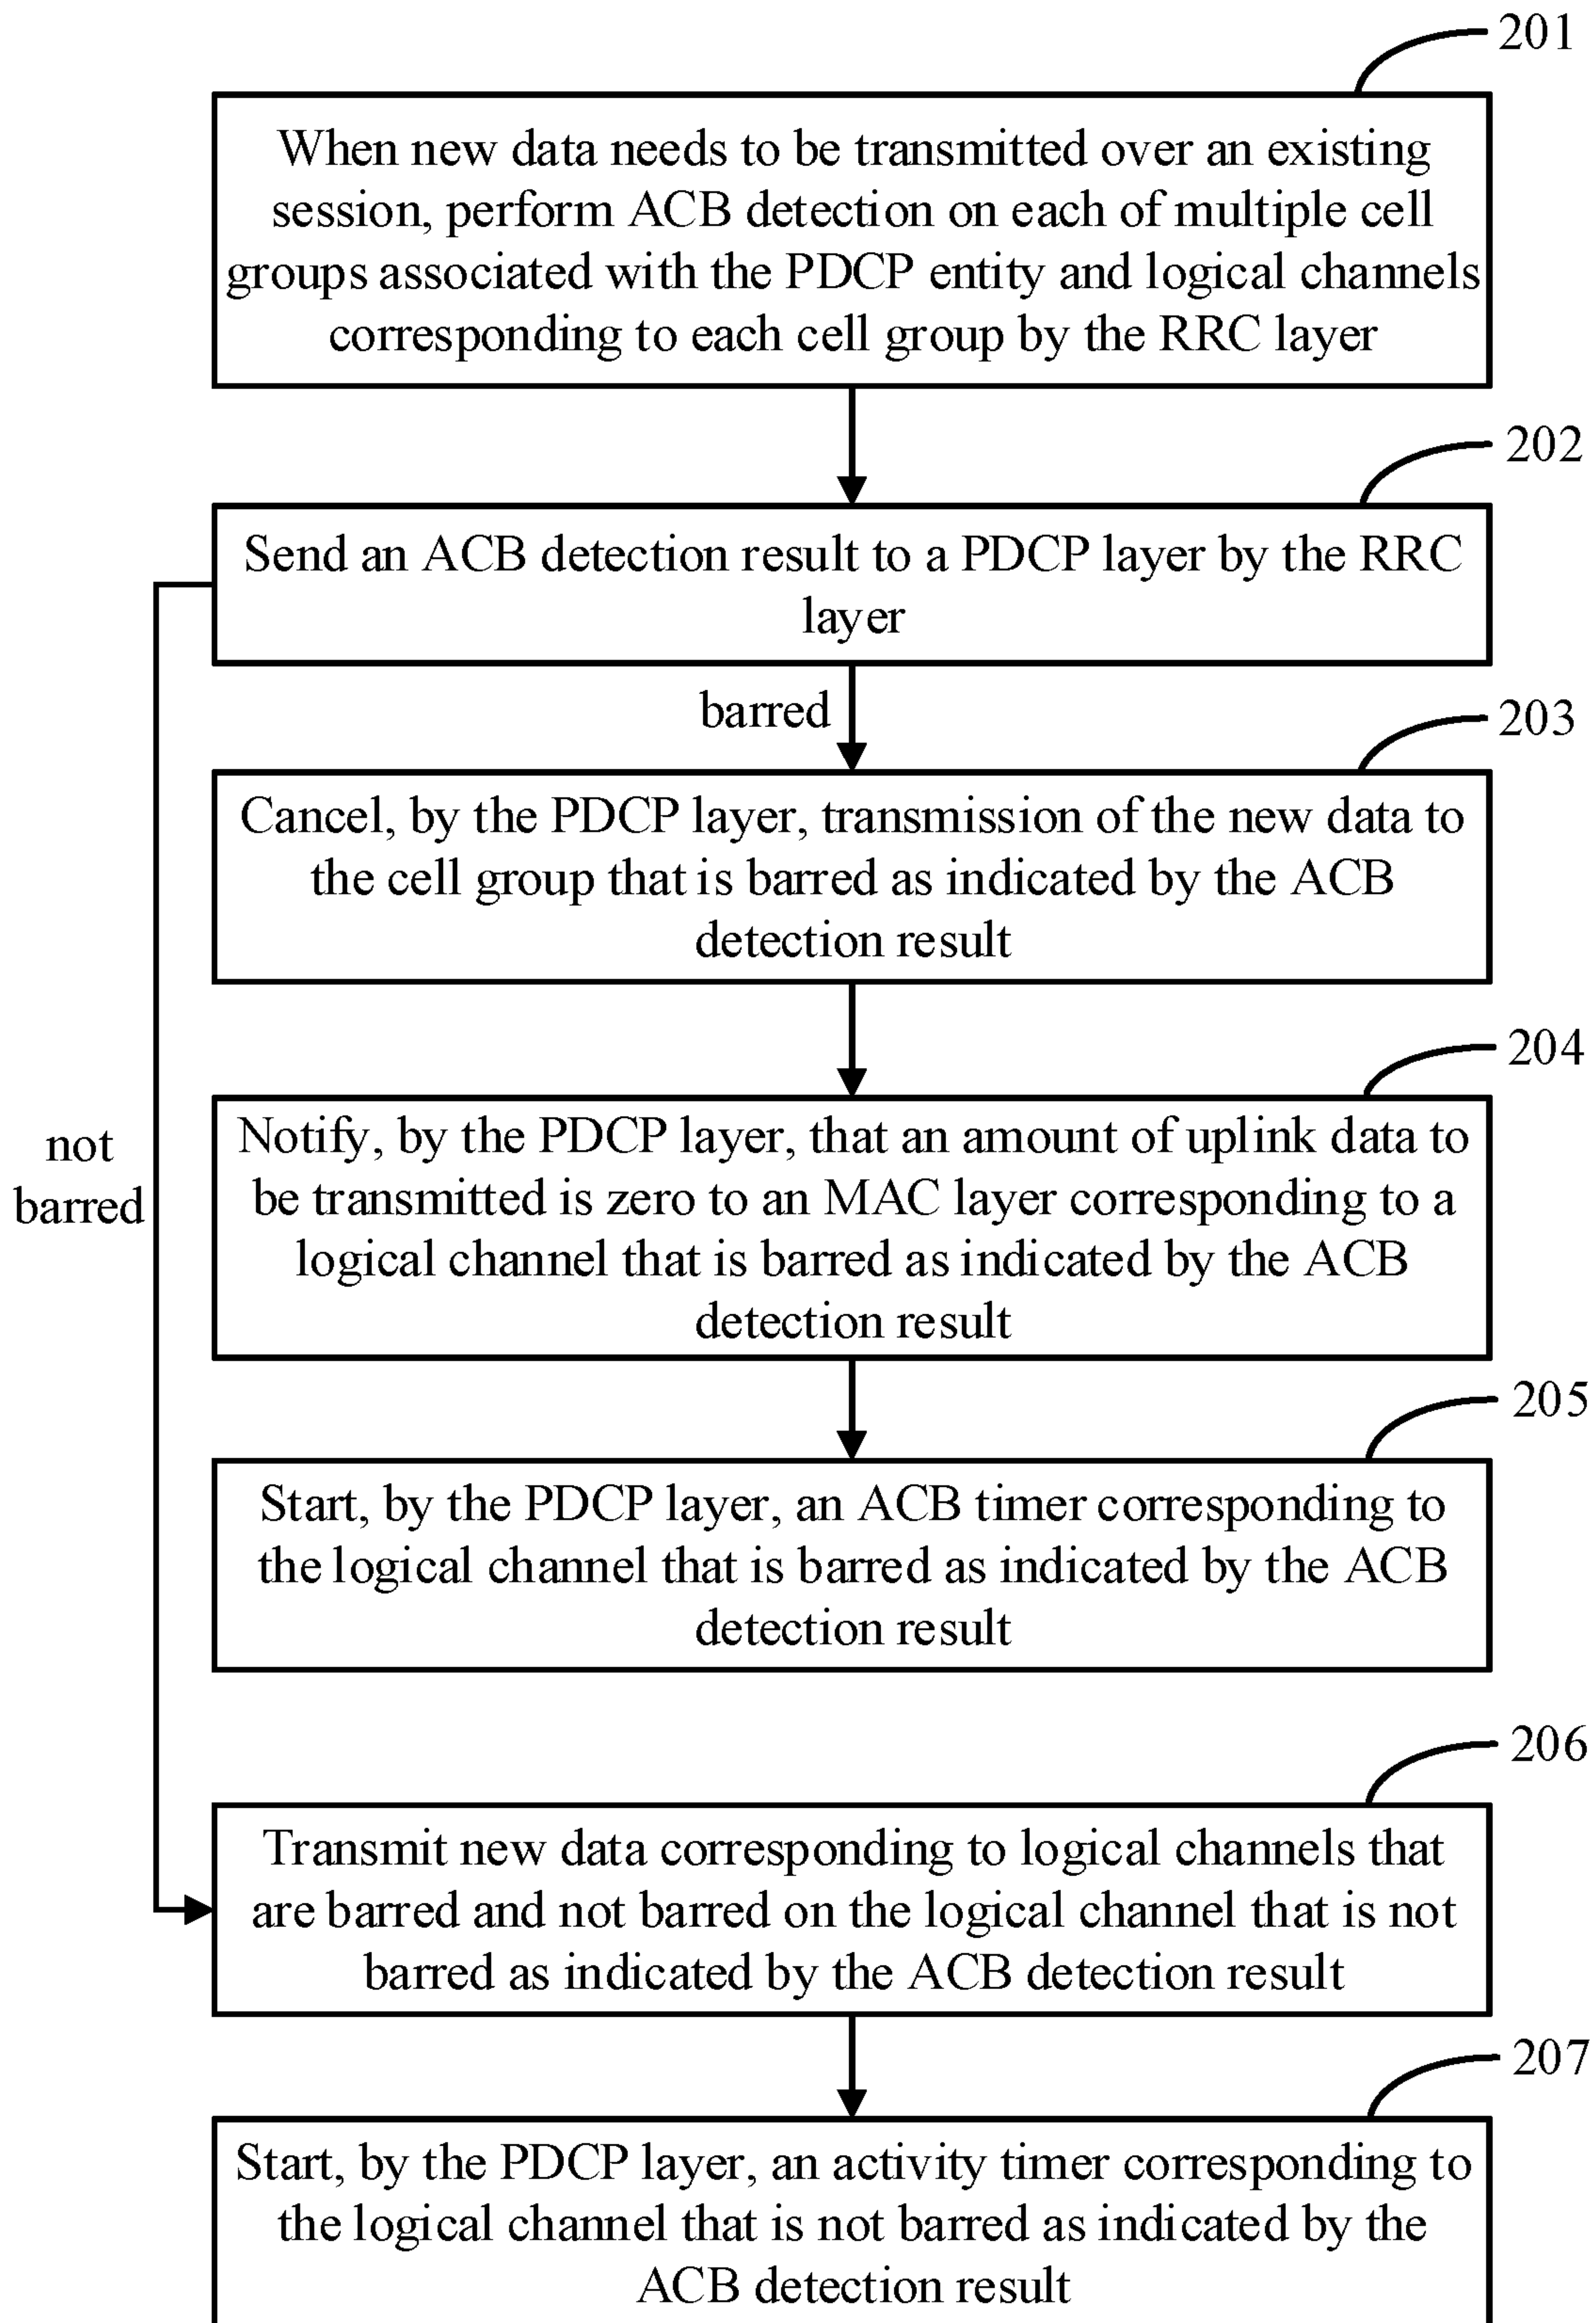 201
When new data needs to be transmitted over an existing
session, perform ACB detection on each of multiple cell
groups associated with the PDCP entity and logical channels
corresponding to each cell group by the RRC layer
202
Send an ACB detection result to a PDCP layer by the RRC
layer
barred
203
Cancel, by the PDCP layer, transmission of the new data to
the cell group that is barred as indicated by the ACB
detection result
204
Notify, by the PDCP layer, that an amount of uplink data to
be transmitted is zero to an MAC layer corresponding to a
logical channel that is barred as indicated by the ACB
detection result
not
barred
205
Start, by the PDCP layer, an ACB timer corresponding to
the logical channel that is barred as indicated by the ACB
detection result
206
Transmit new data corresponding to logical channels that
are barred and not barred on the logical channel that is not
barred as indicated by the ACB detection result
207
Start, by the PDCP layer, an activity timer corresponding to
the logical channel that is not barred as indicated by the
ACB detection result